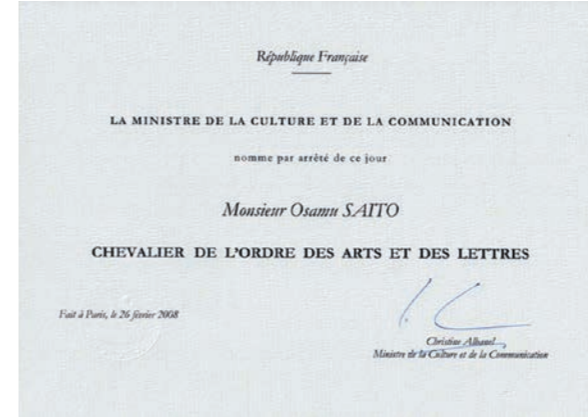 République Française
LA MINISTRE DE LA CULTURE ET DE LA COMMUNICATION
nomme par arrêté de ce jour
Monsieur Osamu SAITO
CHEVALIER DE L'ORDRE DES ARTS ET DES LETTRES
Fait à Paris, le 26 février 2008
Christine Albanel
Ministre de la Culture et de la Communication